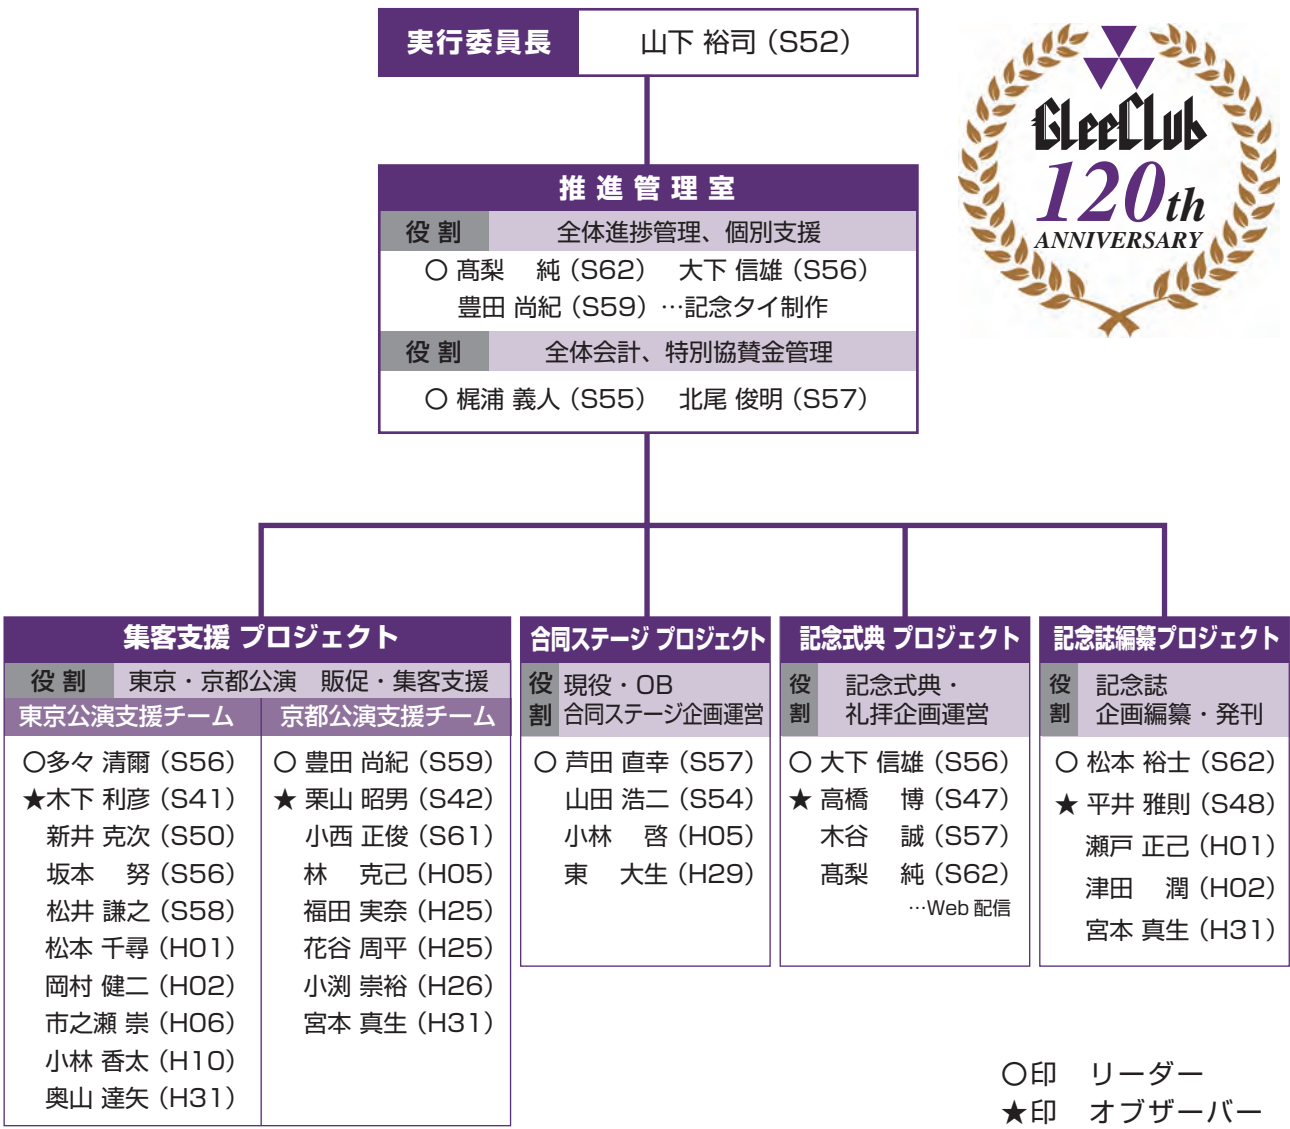 実行委員長 山下 裕司（S52）
GleeClub
120th
ANNIVERSARY
推進管理室
役割 全体進捗管理、個別支援
〇 髙梨　純（S62）　大下 信雄（S56）
豊田 尚紀（S59）…記念タイ制作
役割 全体会計、特別協賛金管理
〇 梶浦 義人（S55）　北尾 俊明（S57）
集客支援 プロジェクト
役割 東京・京都公演　販促・集客支援
東京公演支援チーム
〇多々 清爾（S56）
★木下 利彦（S41）
新井 克次（S50）
坂本　努（S56）
松井 謙之（S58）
松本 千尋（H01）
岡村 健二（H02）
市之瀬 崇（H06）
小林 香太（H10）
奥山 達矢（H31）
京都公演支援チーム
〇 豊田 尚紀（S59）
★ 栗山 昭男（S42）
小西 正俊（S61）
林　克己（H05）
福田 実奈（H25）
花谷 周平（H25）
小渕 崇裕（H26）
宮本 真生（H31）
合同ステージ プロジェクト
役割 現役・OB
合同ステージ企画運営
〇 芦田 直幸（S57）
山田 浩二（S54）
小林　啓（H05）
東　大生（H29）
記念式典 プロジェクト
役割 記念式典・
礼拝企画運営
〇 大下 信雄（S56）
★ 高橋　博（S47）
木谷　誠（S57）
髙梨　純（S62）
…Web 配信
記念誌編纂プロジェクト
役割 記念誌
企画編纂・発刊
〇 松本 裕士（S62）
★ 平井 雅則（S48）
瀬戸 正己（H01）
津田　潤（H02）
宮本 真生（H31）
〇印　リーダー
★印　オブザーバー